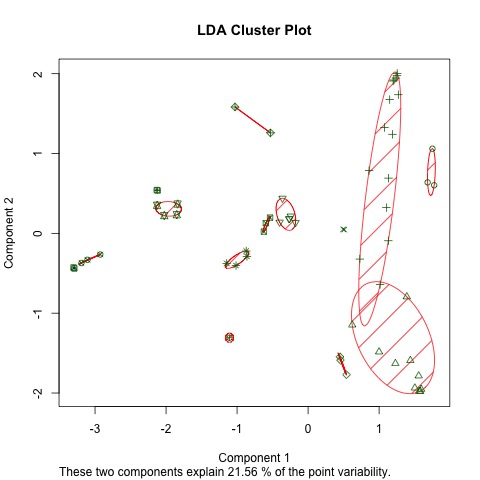 LDA Cluster Plot
2
1
0
-1
-2
Component 2
-3 -2 -1 0 1
Component 1
These two components explain 21.56 % of the point variability.